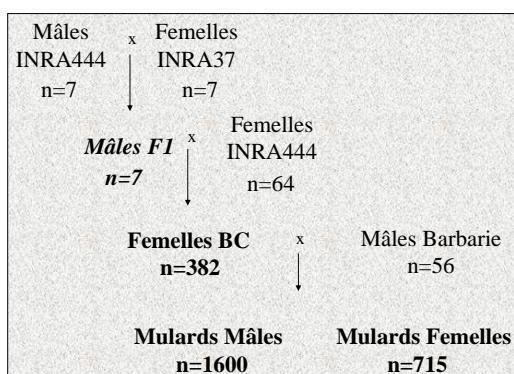 Mâles x Femelles
INRA444 INRA37
n=7 n=7
Femelles
Mâles F1 x INRA444
n=7 n=64
Femelles BC x Mâles Barbarie
n=382 n=56
Mulards Mâles Mulards Femelles
n=1600 n=715